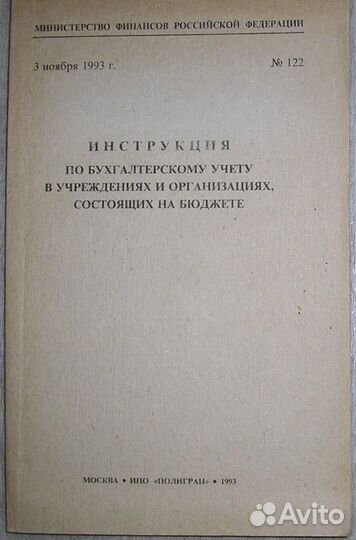 МИНИСТЕРСТВО ФИНАНСОВ РОССИЙСКОЙ ФЕДЕРАЦИИ
3 ноября 1993 г. № 122
ИНСТРУКЦИЯ
ПО БУХГАЛТЕРСКОМУ УЧЕТУ
В УЧРЕЖДЕНИЯХ И ОРГАНИЗАЦИЯХ,
СОСТОЯЩИХ НА БЮДЖЕТЕ
МОСКВА • ИПО «ПОЛИГРАН» • 1993
Avito